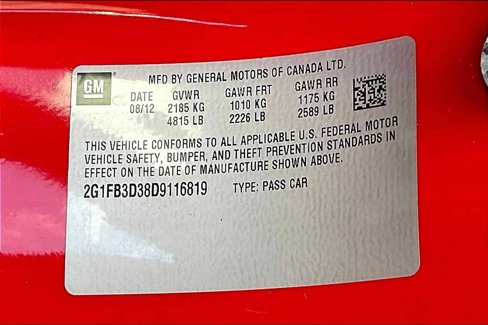 MFD BY GENERAL MOTORS OF CANADA LTD.
GM
DATE GVWR GAWR FRT GAWR RR
08/12 2185 KG 1010 KG 1175 KG
4815 LB 2226 LB 2589 LB
THIS VEHICLE CONFORMS TO ALL APPLICABLE U.S. FEDERAL MOTOR
VEHICLE SAFETY, BUMPER, AND THEFT PREVENTION STANDARDS IN
EFFECT ON THE DATE OF MANUFACTURE SHOWN ABOVE.
2G1FB3D38D9116819 TYPE: PASS CAR